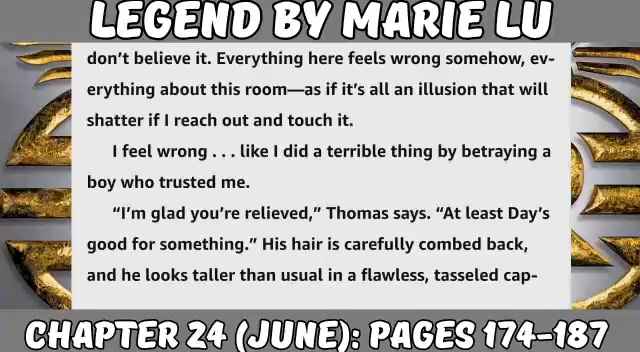 LEGEND BY MARIE LU
don’t believe it. Everything here feels wrong somehow, ev-
erything about this room—as if it’s all an illusion that will
shatter if I reach out and touch it.
I feel wrong . . . like I did a terrible thing by betraying a
boy who trusted me.
“I’m glad you’re relieved,” Thomas says. “At least Day’s
good for something.” His hair is carefully combed back,
and he looks taller than usual in a flawless, tasseled cap-
CHAPTER 24 (JUNE): PAGES 174-187